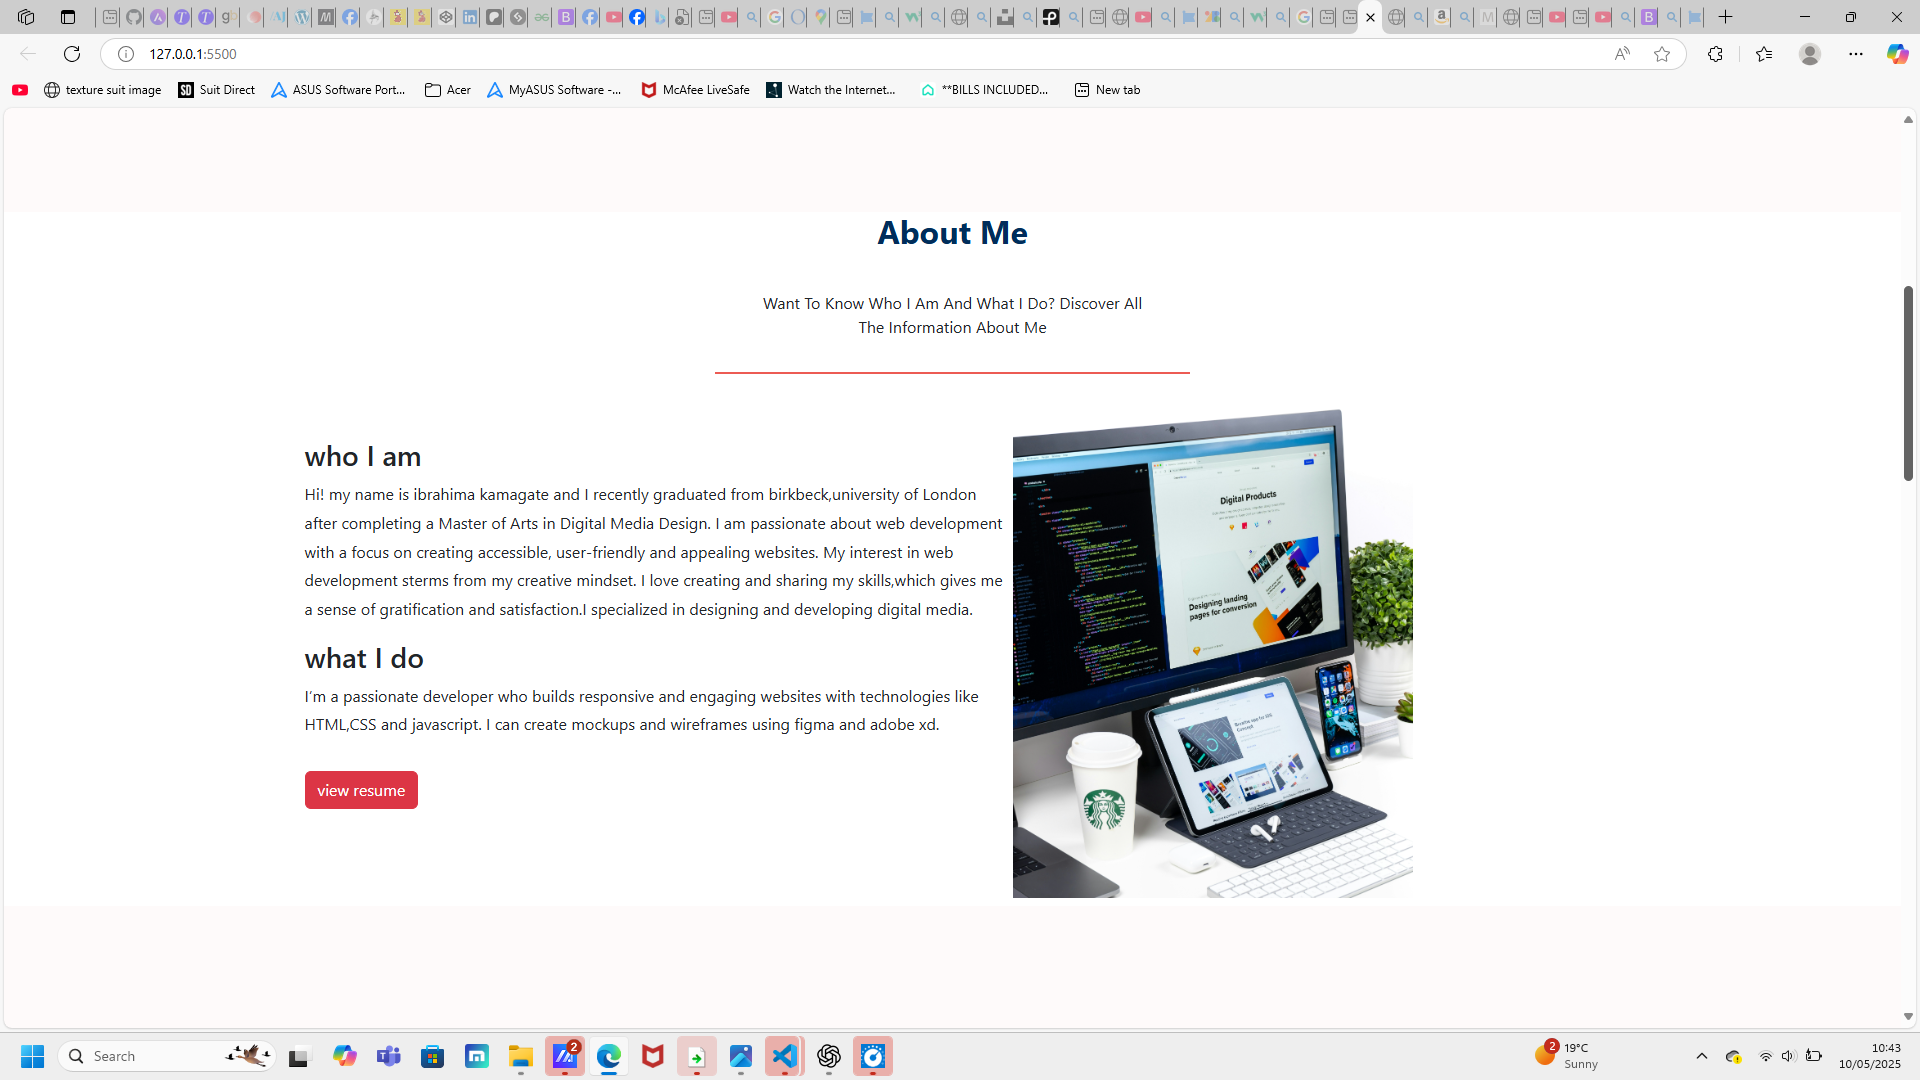 127.0.0.1:5500
texture suit image
SD
Suit Direct
ASUS Software Port...
Acer
MyASUS Software -...
McAfee LiveSafe
Watch the Internet...
**BILLS INCLUDED...
New tab
About Me
Want To Know Who I Am And What I Do? Discover All
The Information About Me
who I am
Hi! my name is ibrahima kamagate and I recently graduated from birkbeck,university of London
after completing a Master of Arts in Digital Media Design. I am passionate about web development
with a focus on creating accessible, user-friendly and appealing websites. My interest in web
development sterms from my creative mindset. I love creating and sharing my skills,which gives me
a sense of gratification and satisfaction.I specialized in designing and developing digital media.
what I do
I'm a passionate developer who builds responsive and engaging websites with technologies like
HTML,CSS and javascript. I can create mockups and wireframes using figma and adobe xd.
view resume
Digital Products
Designing landing
pages for conversion
Search
2
2
19°C
Sunny
10:43
10/05/2025